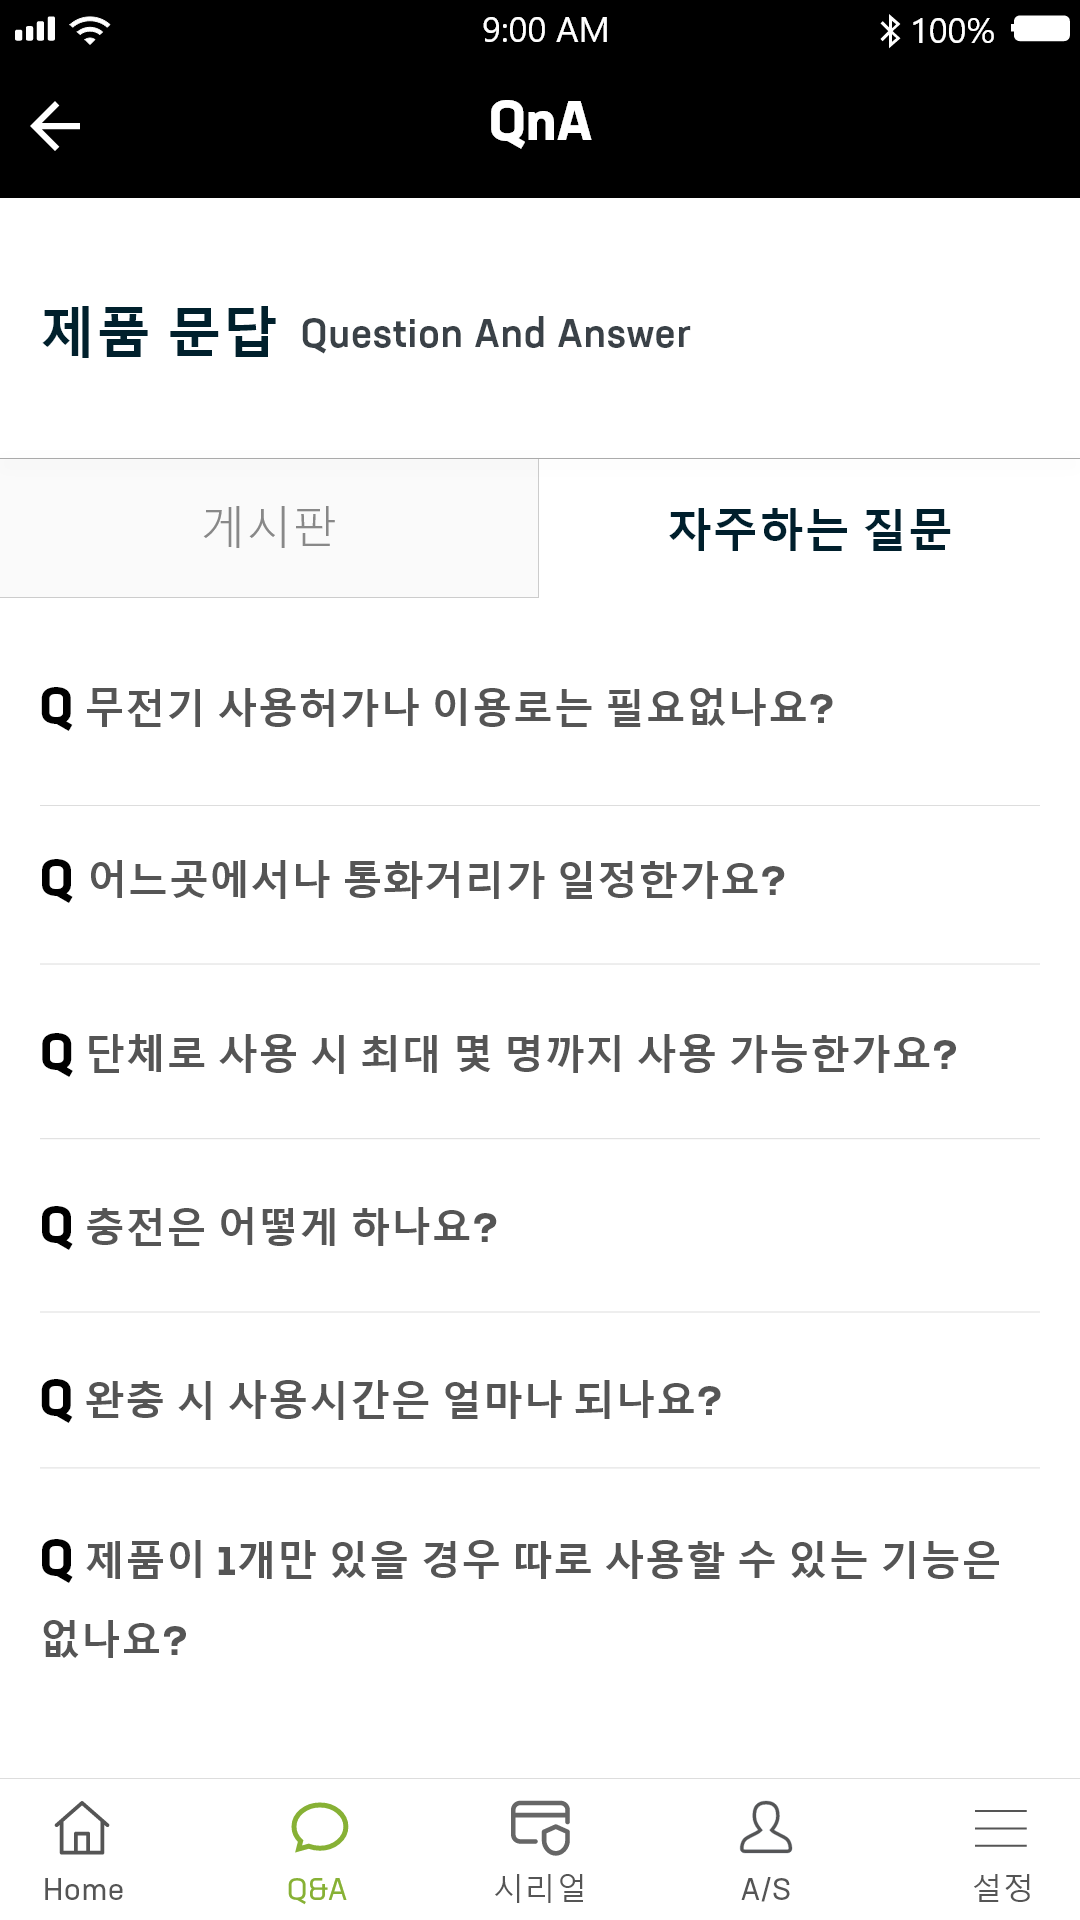 9:00 AM
100%
QnA
제품 문답 Question And Answer
게시판
자주하는 질문
Q 무전기 사용허가나 이용로는 필요없나요?
Q 어느곳에서나 통화거리가 일정한가요?
Q 단체로 사용 시 최대 몇 명까지 사용 가능한가요?
Q 충전은 어떻게 하나요?
Q 완충 시 사용시간은 얼마나 되나요?
Q 제품이 1개만 있을 경우 따로 사용할 수 있는 기능은
없나요?
Home
Q&A
시리얼
A/S
설정